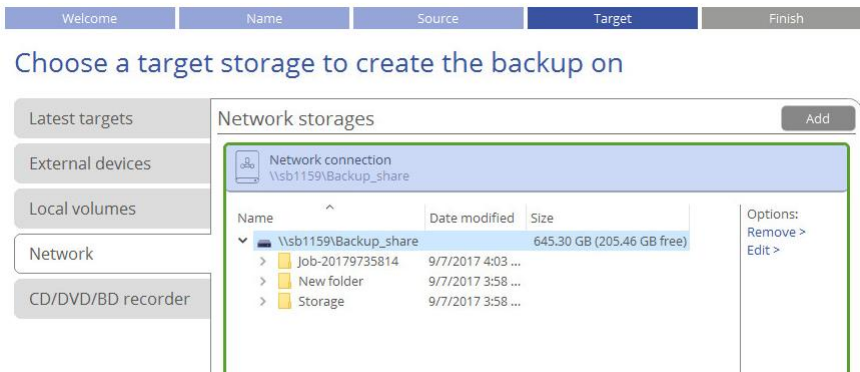 Welcome Name Source Target Finish
Choose a target storage to create the backup on
Latest targets
External devices
Local volumes
Network
CD/DVD/BD recorder
Network storages Add
Network connection
\\sb1159\Backup_share
Name Date modified Size
\\sb1159\Backup_share 645.30 GB (205.46 GB free)
Job-20179735814 9/7/2017 4:03 ...
New folder 9/7/2017 3:58 ...
Storage 9/7/2017 3:58 ...
Options:
Remove >
Edit >